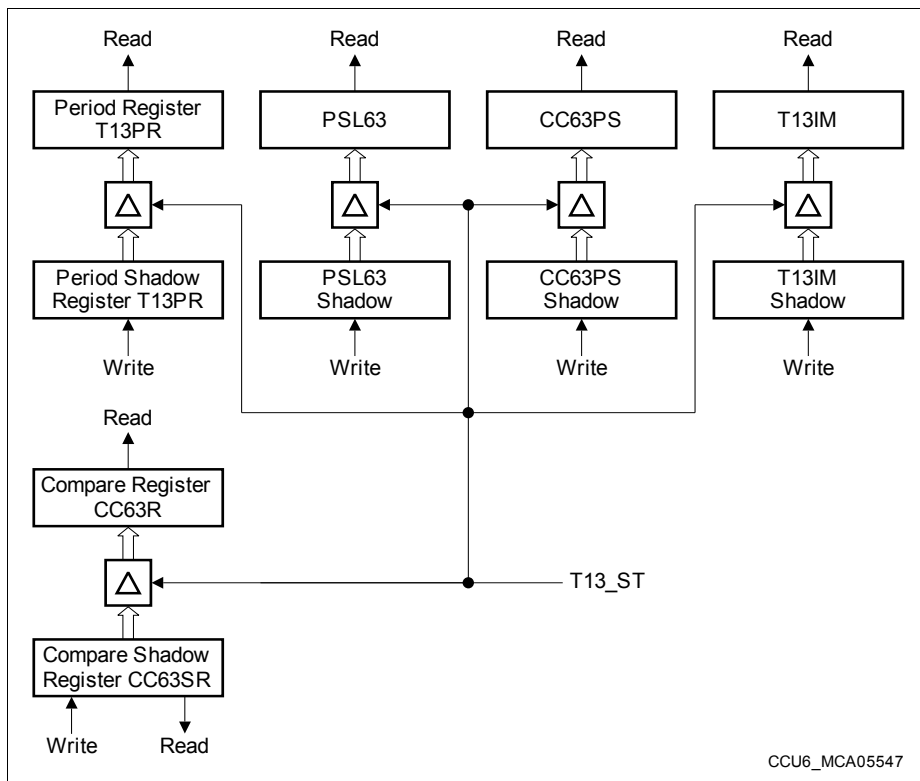 Read
Read
Read
Read
Period Register
T13PR
PSL63
CC63PS
T13IM
Period Shadow
Register T13PR
PSL63
Shadow
CC63PS
Shadow
T13IM
Shadow
Write
Write
Write
Write
Read
Compare Register
CC63R
T13_ST
Compare Shadow
Register CC63SR
Write
Read
CCU6_MCA05547